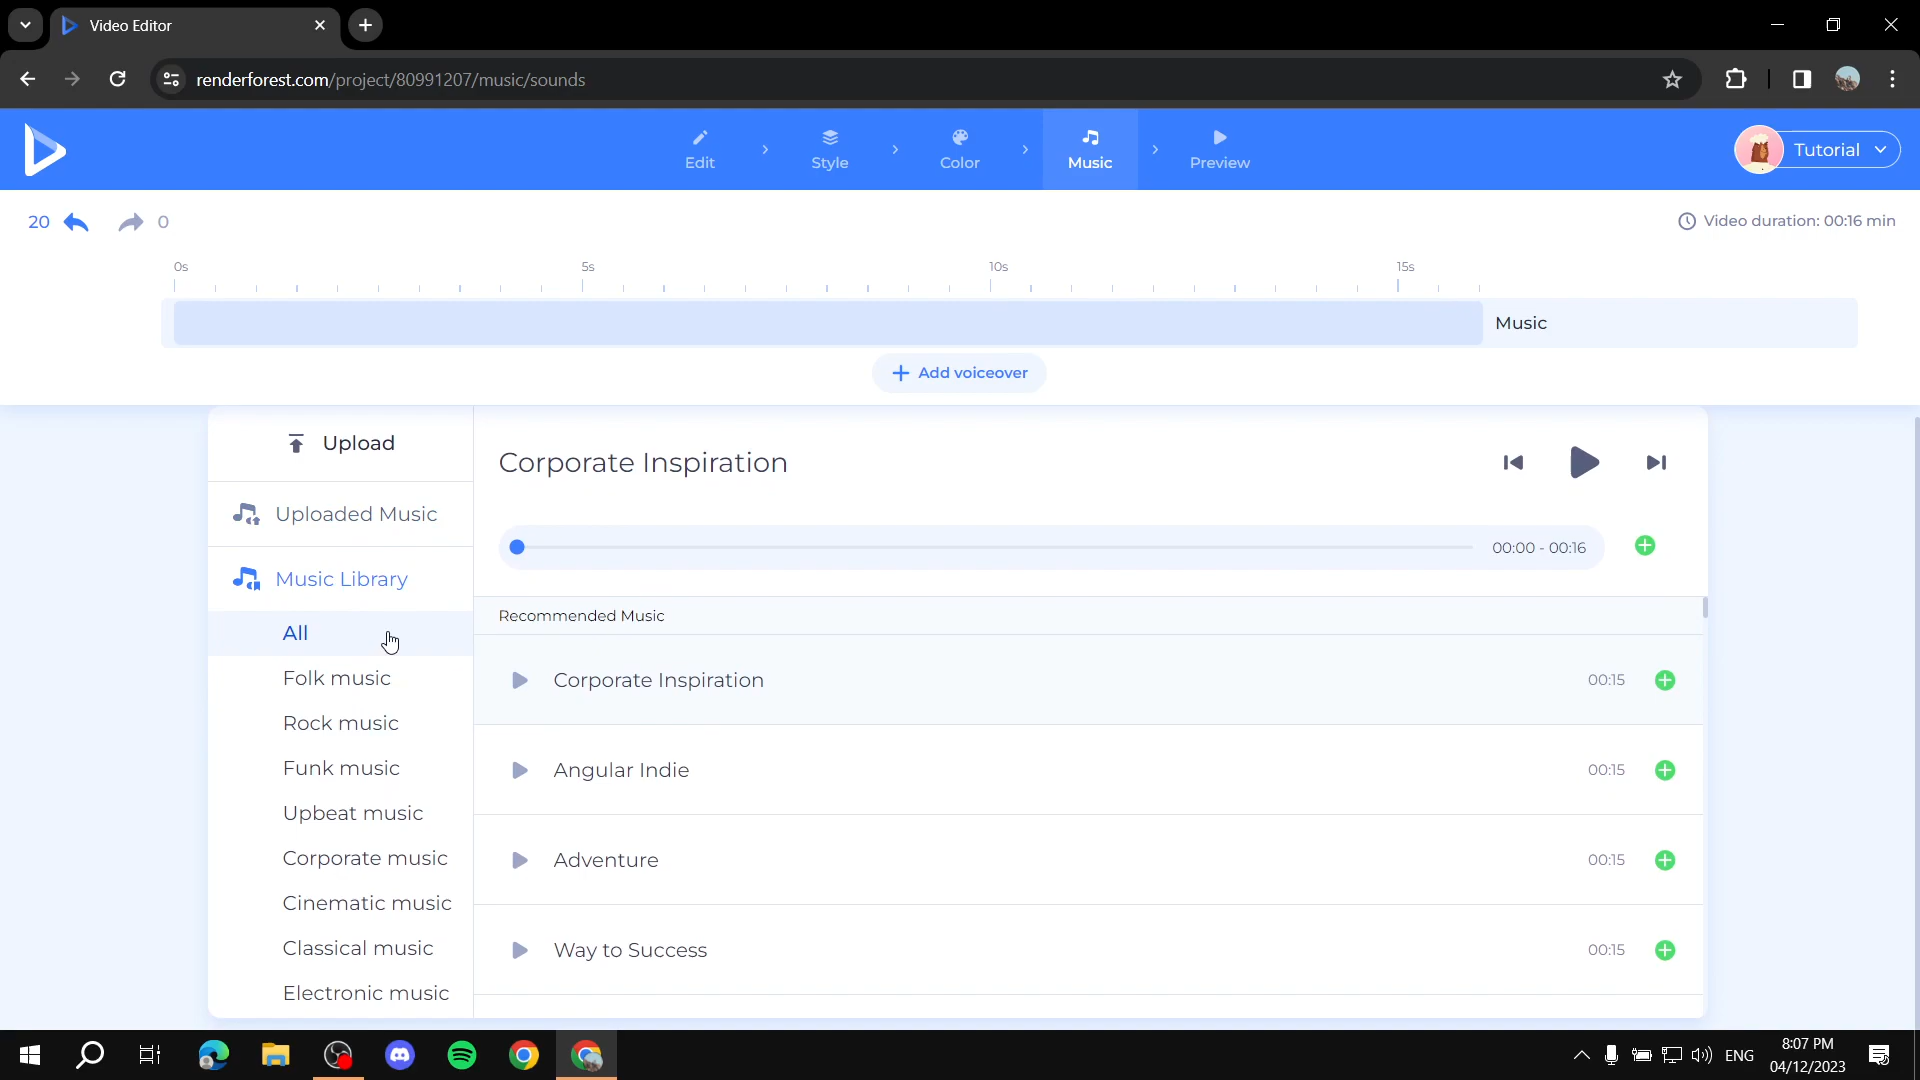 Video Editor
renderforest.com/project/80991207/music/sounds
Edit
Style
Color
Music
Preview
Tutorial
20
0
Video duration: 00:16 min
0s
5s
10s
15s
Music
Add voiceover
Upload
Uploaded Music
Music Library
All
Folk music
Rock music
Funk music
Upbeat music
Corporate music
Cinematic music
Classical music
Electronic music
Corporate Inspiration
00:00 - 00:16
Recommended Music
Corporate Inspiration 00:15
Angular Indie 00:15
Adventure 00:15
Way to Success 00:15
ENG
8:07 PM
04/12/2023